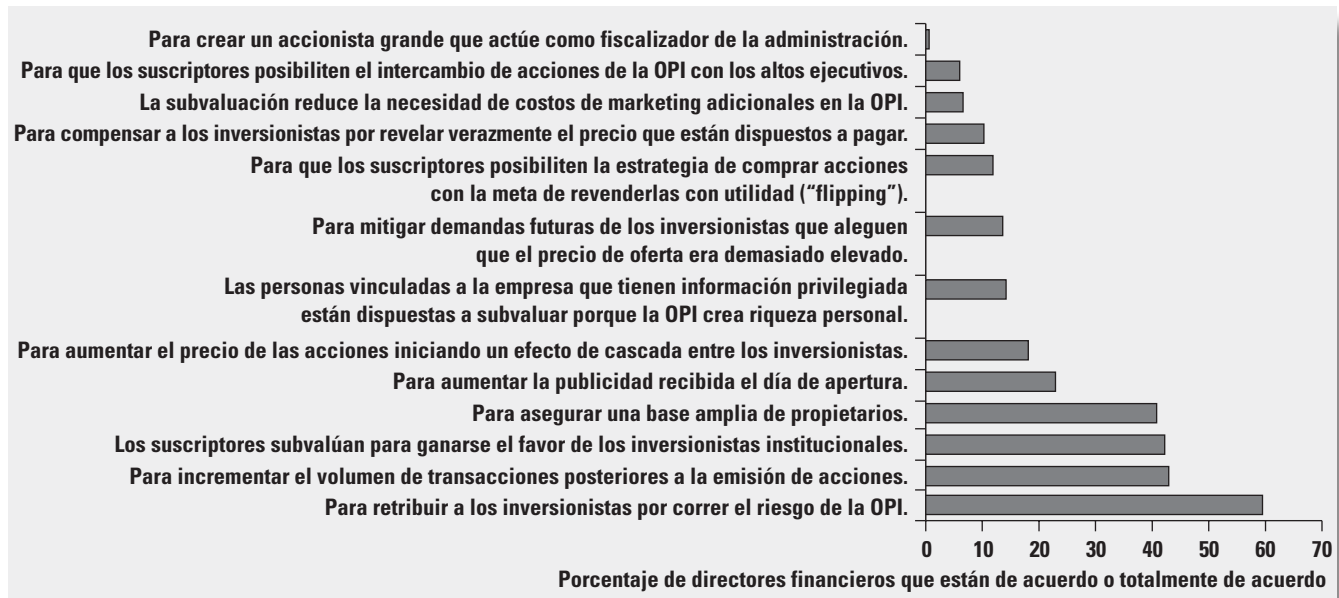 Para crear un accionista grande que actúe como fiscalizador de la administración.
Para que los suscriptores posibiliten el intercambio de acciones de la OPI con los altos ejecutivos.
La subvaluación reduce la necesidad de costos de marketing adicionales en la OPI.
Para compensar a los inversionistas por revelar verazmente el precio que están dispuestos a pagar.
Para que los suscriptores posibiliten la estrategia de comprar acciones
con la meta de revenderlas con utilidad (“flipping”).
Para mitigar demandas futuras de los inversionistas que aleguen
que el precio de oferta era demasiado elevado.
Las personas vinculadas a la empresa que tienen información privilegiada
están dispuestas a subvaluar porque la OPI crea riqueza personal.
Para aumentar el precio de las acciones iniciando un efecto de cascada entre los inversionistas.
Para aumentar la publicidad recibida el día de apertura.
Para asegurar una base amplia de propietarios.
Los suscriptores subvalúan para ganarse el favor de los inversionistas institucionales.
Para incrementar el volumen de transacciones posteriores a la emisión de acciones.
Para retribuir a los inversionistas por correr el riesgo de la OPI.
0 10 20 30 40 50 60 70
Porcentaje de directores financieros que están de acuerdo o totalmente de acuerdo